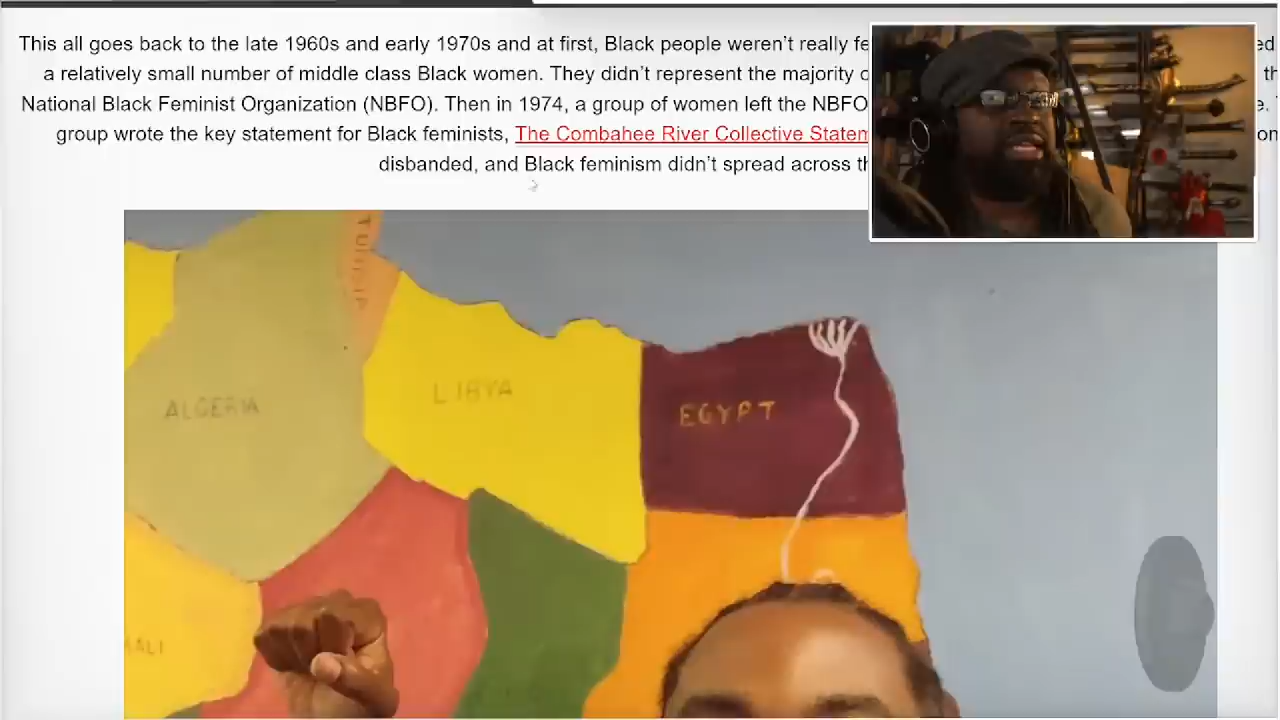 This all goes back to the late 1960s and early 1970s and at first, Black people weren't really
a relatively small number of middle class Black women. They didn't represent the majority
National Black Feminist Organization (NBFO). Then in 1974, a group of women left the NBFO
group wrote the key statement for Black feminists, The Combahee River Collective
disbanded, and Black feminism didn't spread across
ALGERIA
LIBYA
EGYPT